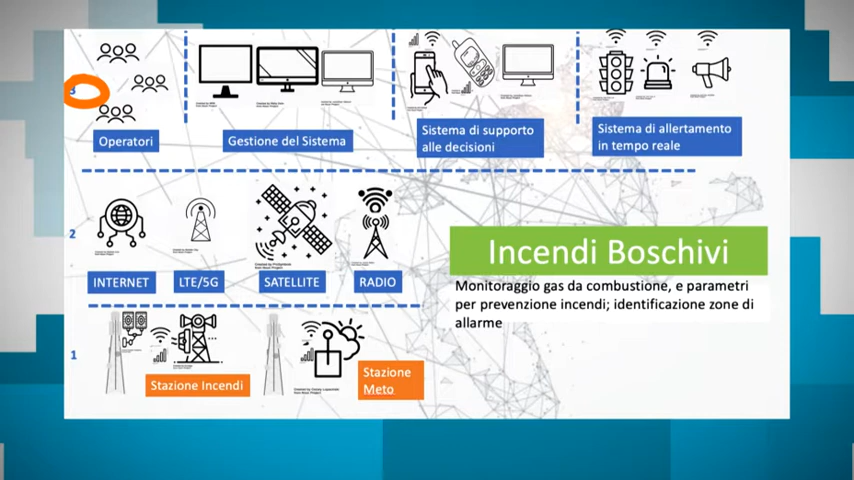 3
Operatori
Gestione del Sistema
Sistema di supporto
alle decisioni
Sistema di allertamento
in tempo reale
2
INTERNET
LTE/5G
SATELLITE
RADIO
Incendi Boschivi
Monitoraggio gas da combustione, e parametri
per prevenzione incendi; identificazione zone di
allarme
1
Stazione Incendi
Stazione
Meto